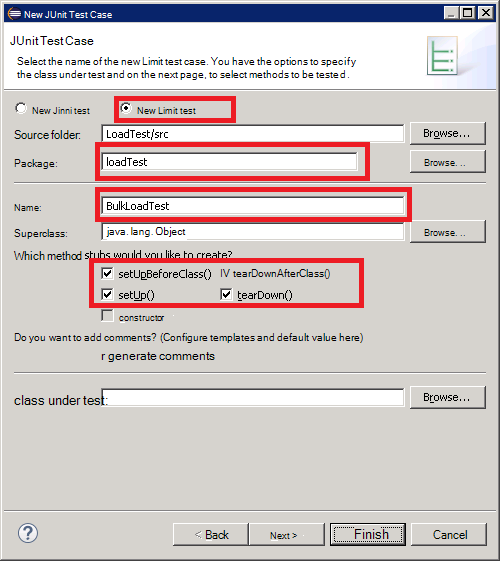 New JUnit Test Case
JUnit Test Case
Select the name of the new Limit test case. You have the options to specify
the class under test and on the next page, to select methods to be tested.
New Jinni test New Limit test
Source folder: LoadTest/src Browse...
Package: loadTest Browse...
Name: BulkLoadTest
Superclass: java. lang. Object Browse...
Which method stubs would you like to create?
setUpBeforeClass() IV tearDownAfterClass()
setUp() tearDown()
constructor
Do you want to add comments? (Configure templates and default value here)
r generate comments
class under test: Browse...
? < Back Next > Finish Cancel